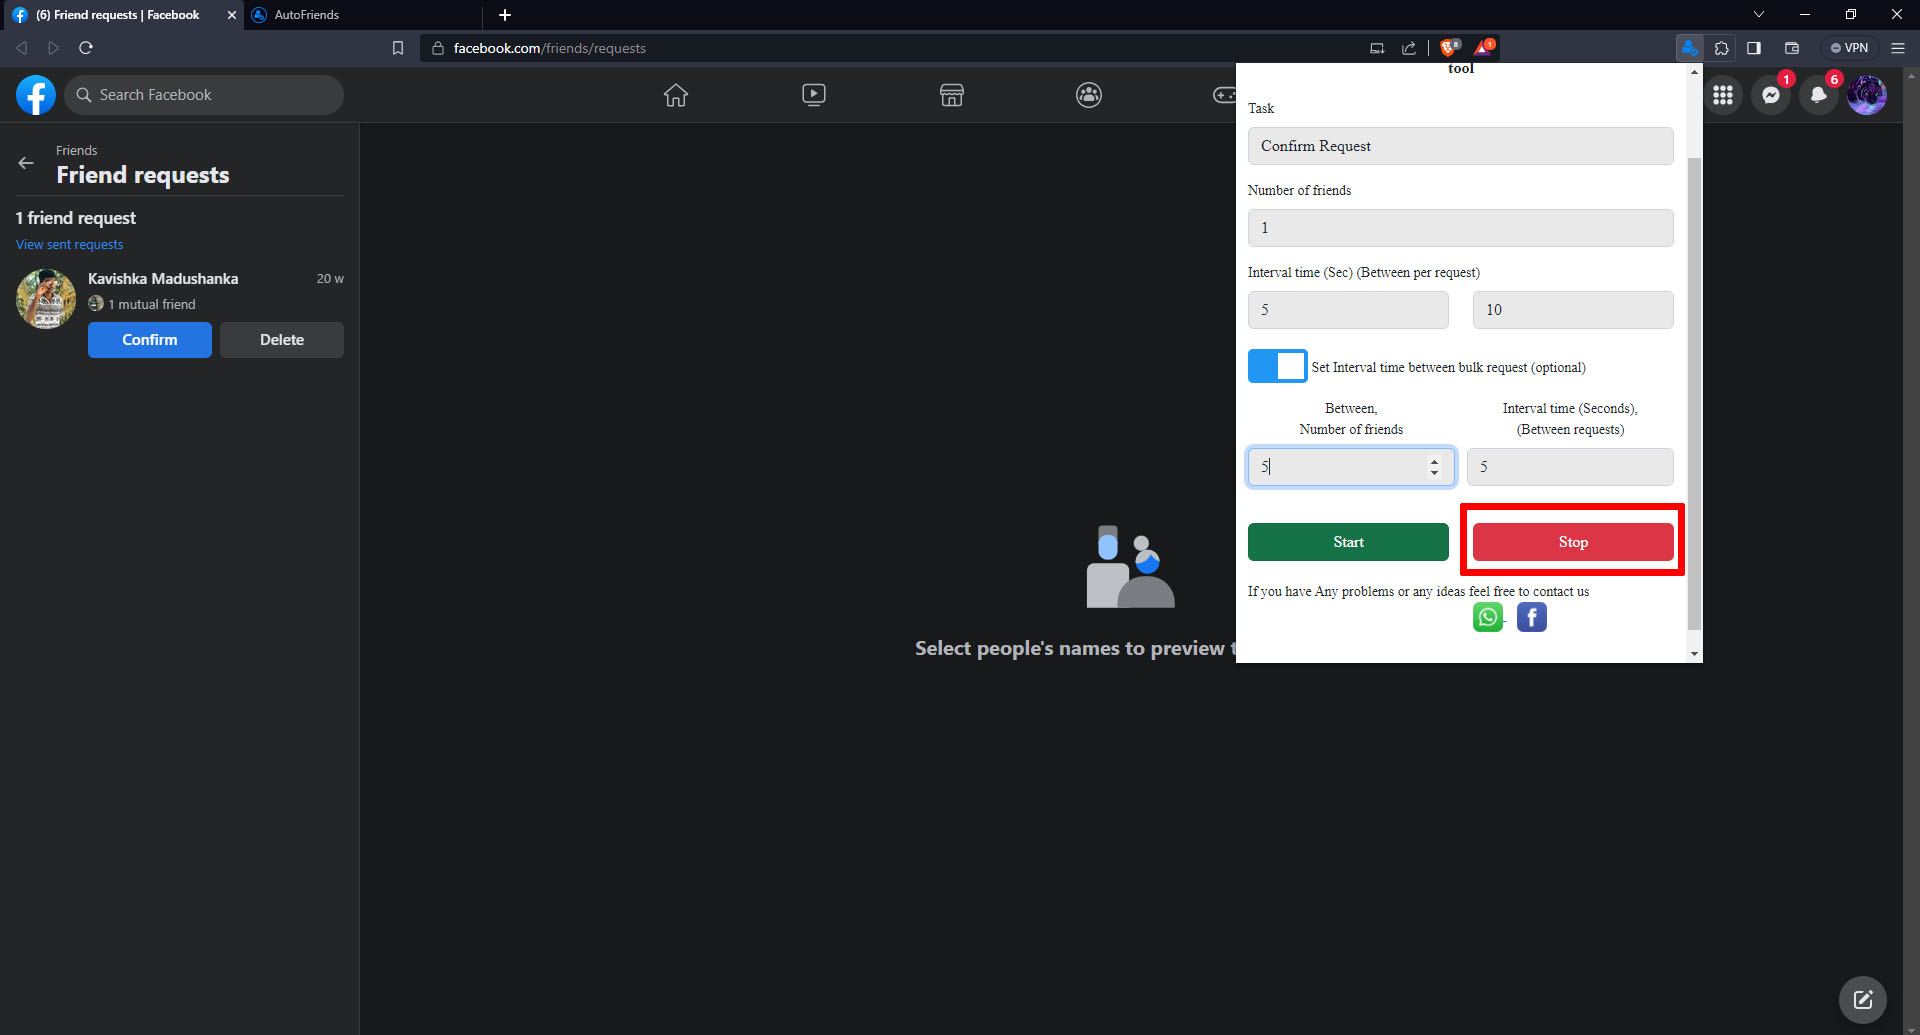 (6) Friend requests | Facebook
AutoFriends
facebook.com/friends/requests
8
1
VPN
Search Facebook
1
6
Friends
Friend requests
1 friend request
View sent requests
Kavishka Madushanka
20 w
1 mutual friend
Confirm
Delete
Select people's names to preview t
tool
Task
Confirm Request
Number of friends
1
Interval time (Sec) (Between per request)
5
10
Set Interval time between bulk request (optional)
Between,
Number of friends
Interval time (Seconds),
(Between requests)
5
5
Start
Stop
If you have Any problems or any ideas feel free to contact us